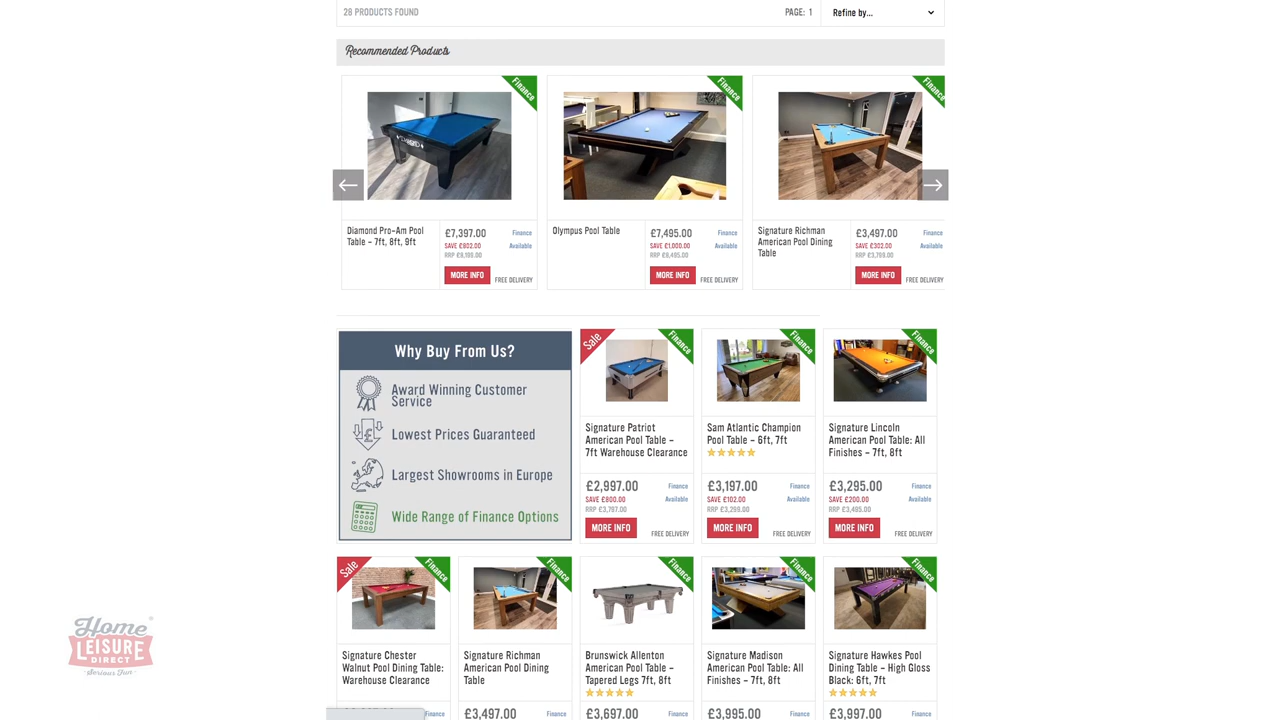 28 PRODUCTS FOUND
PAGE: 1
Refine by...
Recommended Products
Finance
Finance
Finance
Diamond Pro-Am Pool
Table – 7ft, 8ft, 9ft
£7,397.00
SAVE £802.00
RRP £8,199.00
Finance
Available
MORE INFO
FREE DELIVERY
Olympus Pool Table
£7,495.00
SAVE £1,000.00
RRP £8,495.00
Finance
Available
MORE INFO
FREE DELIVERY
Signature Richman
American Pool Dining
Table
£3,497.00
SAVE £302.00
RRP £3,799.00
Finance
Available
MORE INFO
FREE DELIVERY
Why Buy From Us?
Award Winning Customer
Service
Lowest Prices Guaranteed
Largest Showrooms in Europe
Wide Range of Finance Options
Sale
Finance
Signature Patriot
American Pool Table –
7ft Warehouse Clearance
£2,997.00
SAVE £800.00
RRP £3,797.00
Finance
Available
MORE INFO
FREE DELIVERY
Finance
Sam Atlantic Champion
Pool Table – 6ft, 7ft
£3,197.00
SAVE £102.00
RRP £3,299.00
Finance
Available
MORE INFO
FREE DELIVERY
Finance
Signature Lincoln
American Pool Table: All
Finishes – 7ft, 8ft
£3,295.00
SAVE £200.00
RRP £3,495.00
Finance
Available
MORE INFO
FREE DELIVERY
Sale
Finance
Signature Chester
Walnut Pool Dining Table:
Warehouse Clearance
Finance
Finance
Signature Richman
American Pool Dining
Table
£3,497.00
Finance
Finance
Brunswick Allenton
American Pool Table –
Tapered Legs 7ft, 8ft
£3,697.00
Finance
Finance
Signature Madison
American Pool Table: All
Finishes – 7ft, 8ft
£3,995.00
Finance
Finance
Signature Hawkes Pool
Dining Table – High Gloss
Black: 6ft, 7ft
£3,997.00
Finance
Home
LEISURE
DIRECT
Serious Fun